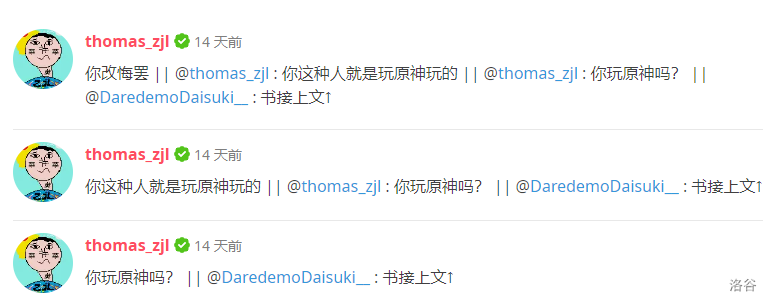 thomas_zjl 14 天前
你改悔罢 || @thomas_zjl : 你这种人就是玩原神玩的 || @thomas_zjl : 你玩原神吗？ ||
@DaredemoDaisuki__ : 书接上文↑
thomas_zjl 14 天前
你这种人就是玩原神玩的 || @thomas_zjl : 你玩原神吗？ || @DaredemoDaisuki__ : 书接上文↑
thomas_zjl 14 天前
你玩原神吗？ || @DaredemoDaisuki__ : 书接上文↑
洛谷